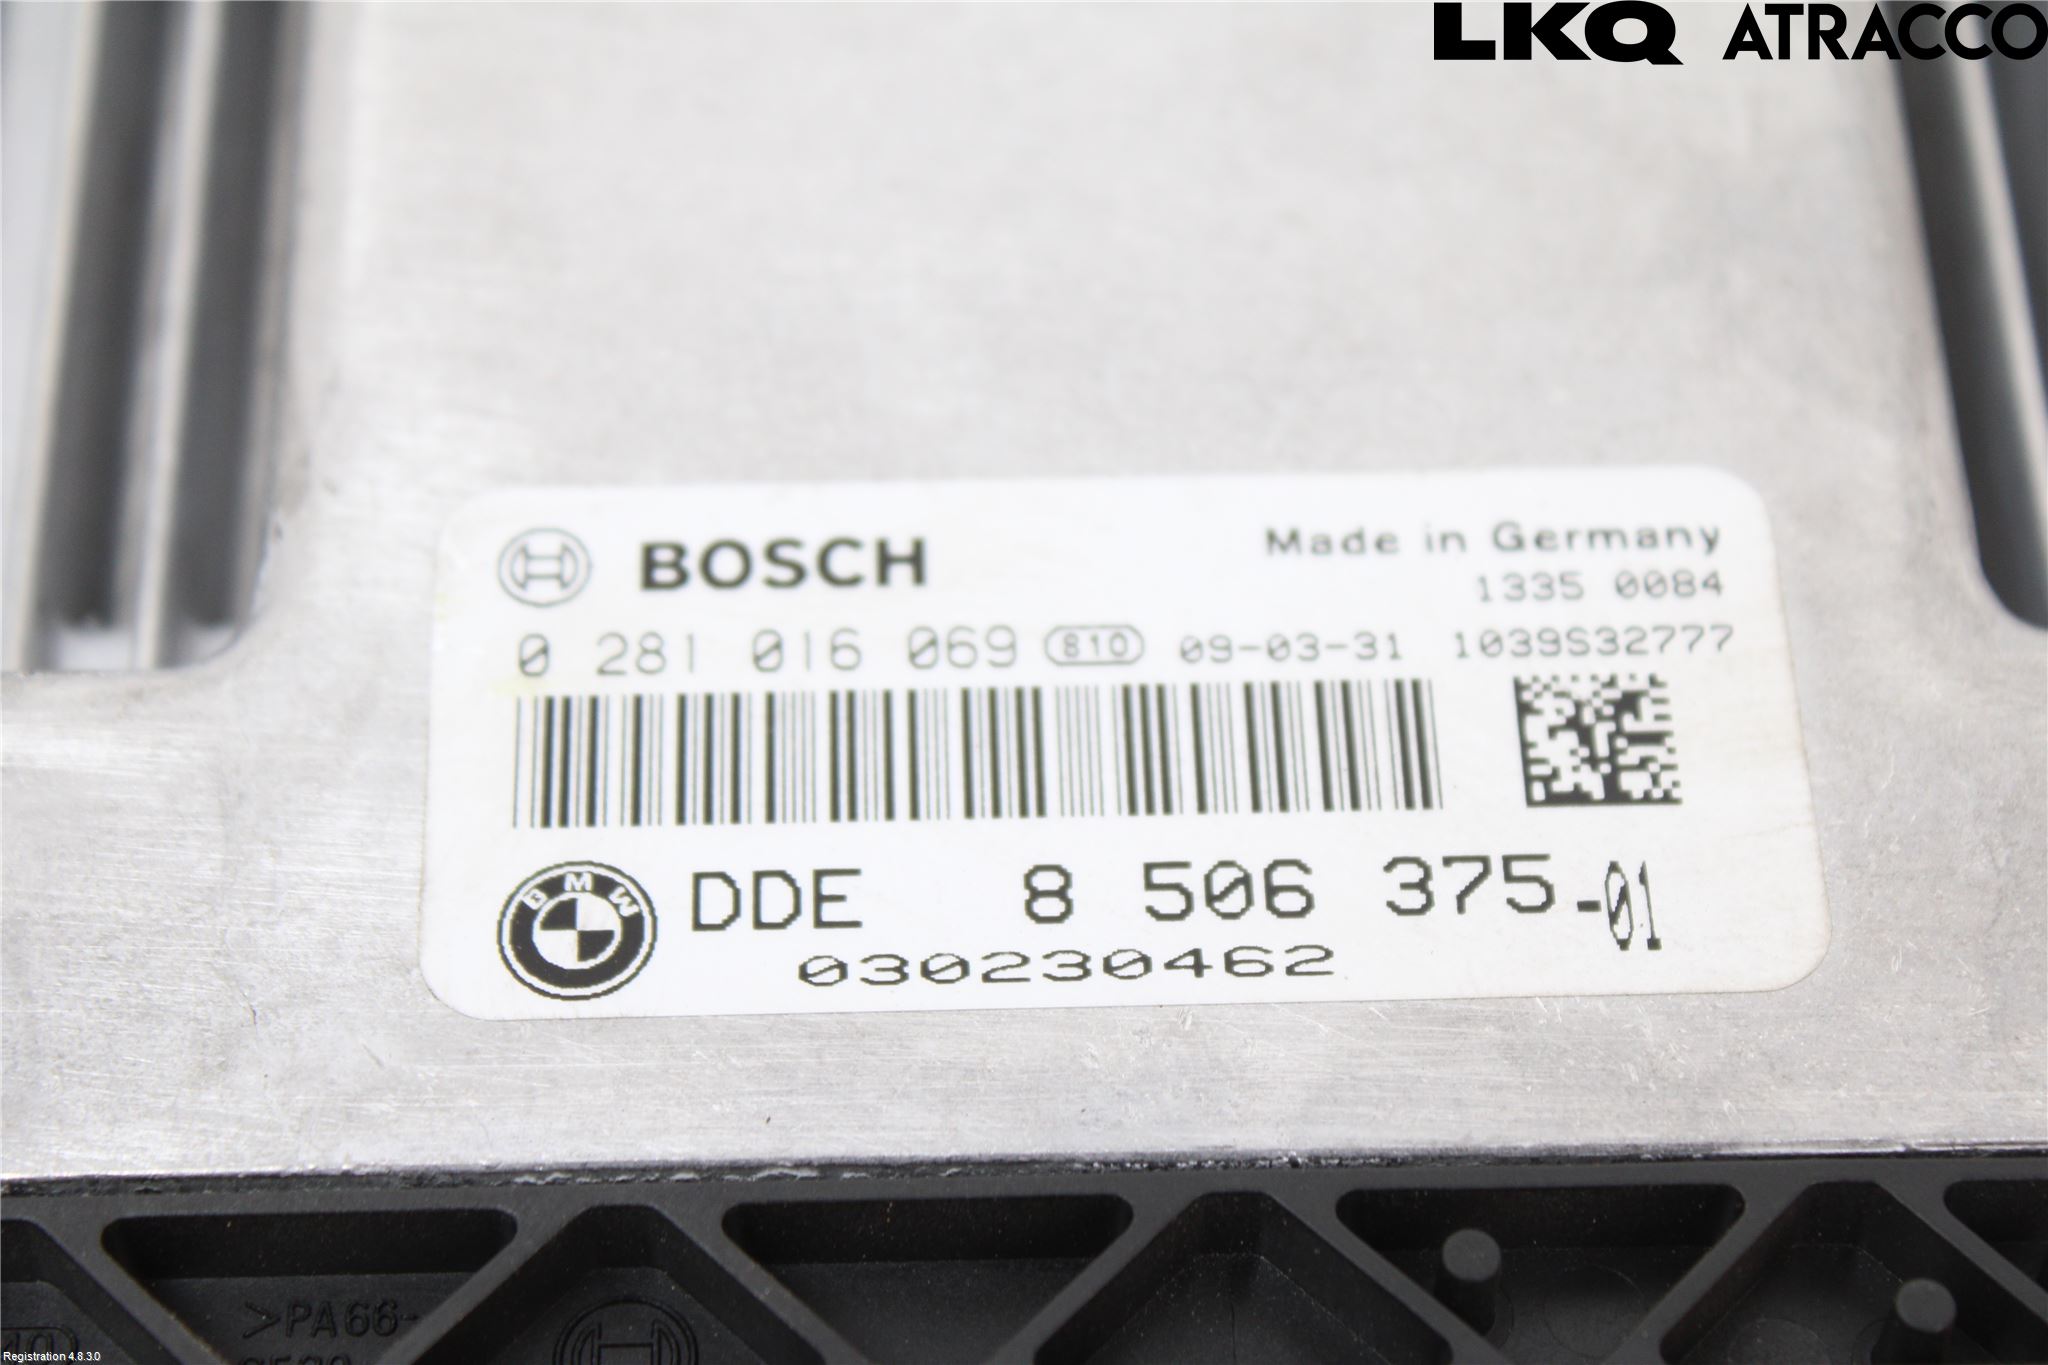 LKQ ATRACCO
BOSCH
Made in Germany
1335 0084
0 281 016 069 810 09-03-31 1039S32777
BMW
DDE 8 506 375-01
030230462
>PA66-
Registration 4.8.3.0